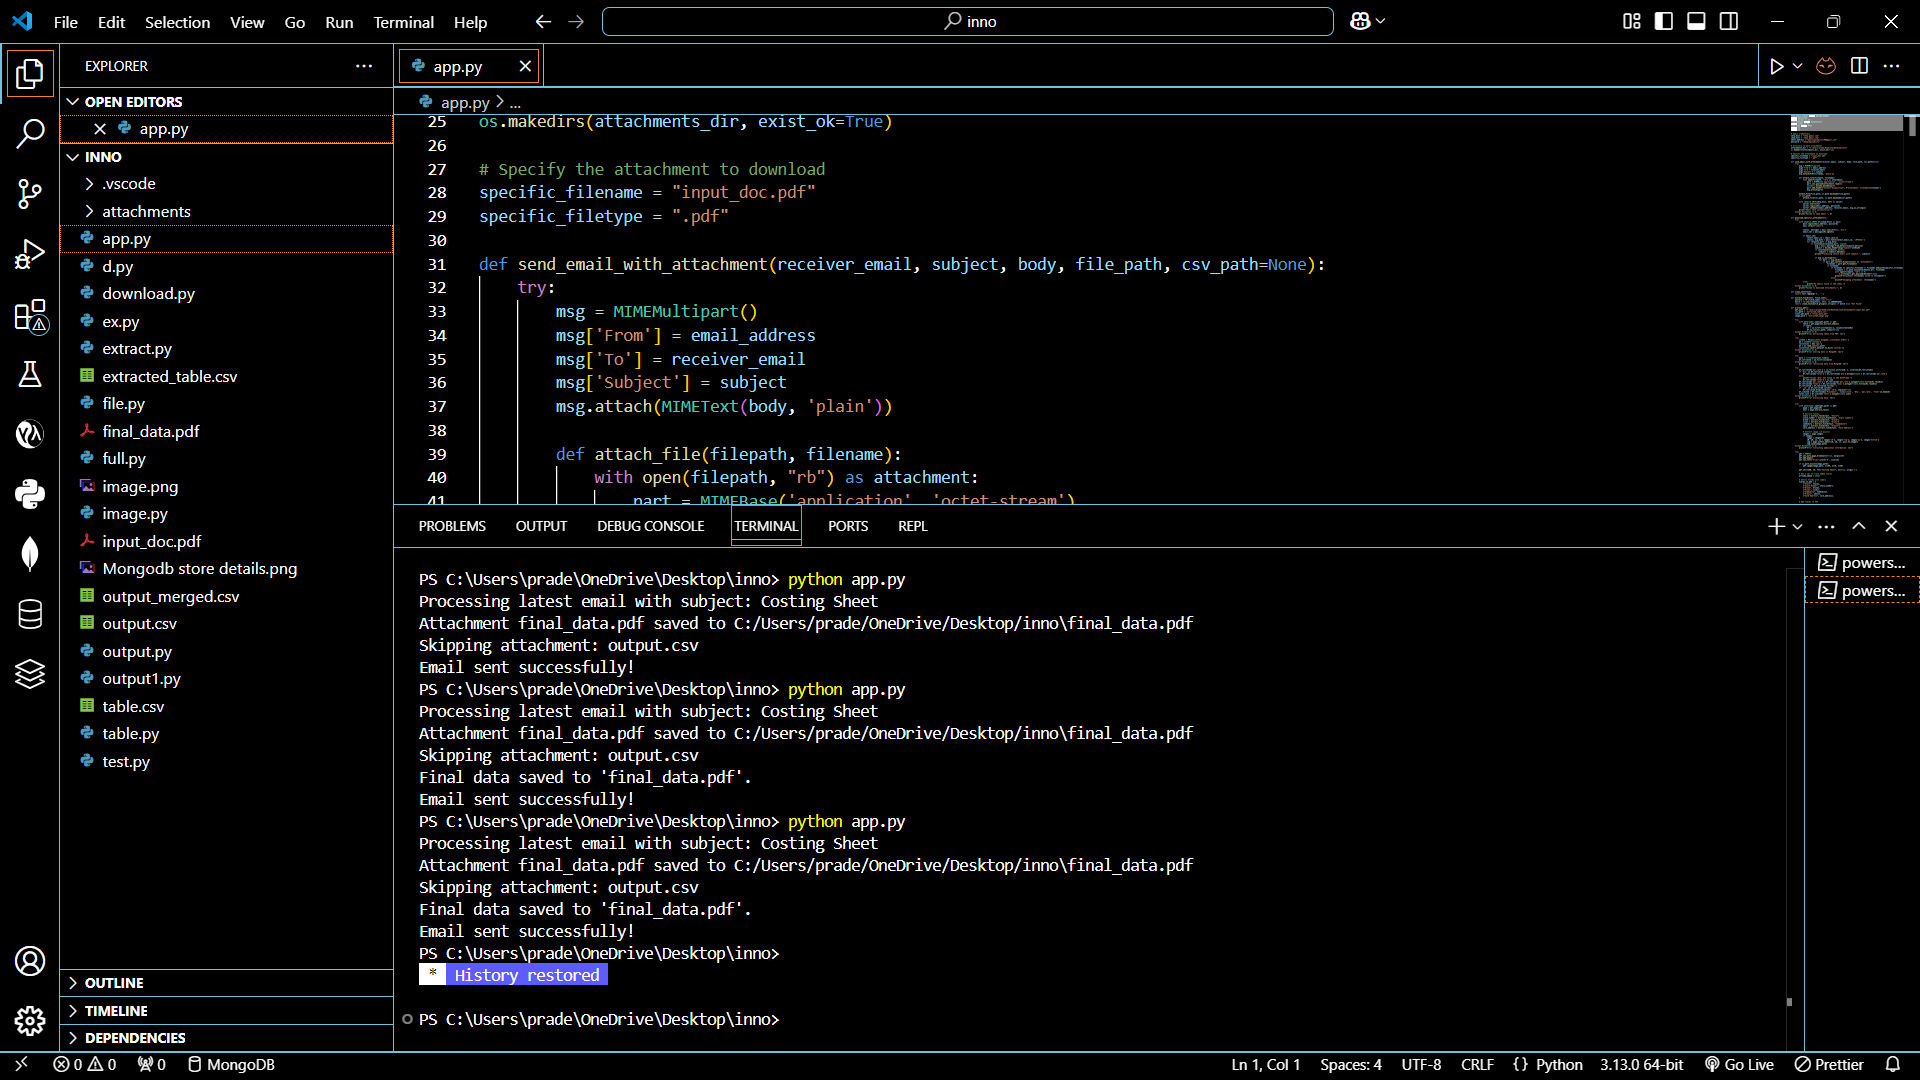 File Edit Selection View Go Run Terminal Help
inno
EXPLORER
OPEN EDITORS
app.py
INNO
.vscode
attachments
app.py
d.py
download.py
ex.py
extract.py
extracted_table.csv
file.py
final_data.pdf
full.py
image.png
image.py
input_doc.pdf
Mongodb store details.png
output_merged.csv
output.csv
output.py
output1.py
table.csv
table.py
test.py
OUTLINE
TIMELINE
DEPENDENCIES
app.py
app.py > ...
25 os.makedirs(attachments_dir, exist_ok=True)
26
27 # Specify the attachment to download
28 specific_filename = "input_doc.pdf"
29 specific_filetype = ".pdf"
30
31 def send_email_with_attachment(receiver_email, subject, body, file_path, csv_path=None):
32 try:
33 msg = MIMEMultipart()
34 msg['From'] = email_address
35 msg['To'] = receiver_email
36 msg['Subject'] = subject
37 msg.attach(MIMEText(body, 'plain'))
38
39 def attach_file(filepath, filename):
40 with open(filepath, "rb") as attachment:
41 part = MIMEBase('application', 'octet-stream')
PROBLEMS OUTPUT DEBUG CONSOLE TERMINAL PORTS REPL
PS C:\Users\prade\OneDrive\Desktop\inno> python app.py
Processing latest email with subject: Costing Sheet
Attachment final_data.pdf saved to C:/Users/prade/OneDrive/Desktop/inno\final_data.pdf
Skipping attachment: output.csv
Email sent successfully!
PS C:\Users\prade\OneDrive\Desktop\inno> python app.py
Processing latest email with subject: Costing Sheet
Attachment final_data.pdf saved to C:/Users/prade/OneDrive/Desktop/inno\final_data.pdf
Skipping attachment: output.csv
Final data saved to 'final_data.pdf'.
Email sent successfully!
PS C:\Users\prade\OneDrive\Desktop\inno> python app.py
Processing latest email with subject: Costing Sheet
Attachment final_data.pdf saved to C:/Users/prade/OneDrive/Desktop/inno\final_data.pdf
Skipping attachment: output.csv
Final data saved to 'final_data.pdf'.
Email sent successfully!
PS C:\Users\prade\OneDrive\Desktop\inno>
* History restored
PS C:\Users\prade\OneDrive\Desktop\inno>
powers...
powers...
0 0 0 MongoDB Ln 1, Col 1 Spaces: 4 UTF-8 CRLF {} Python 3.13.0 64-bit Go Live Prettier